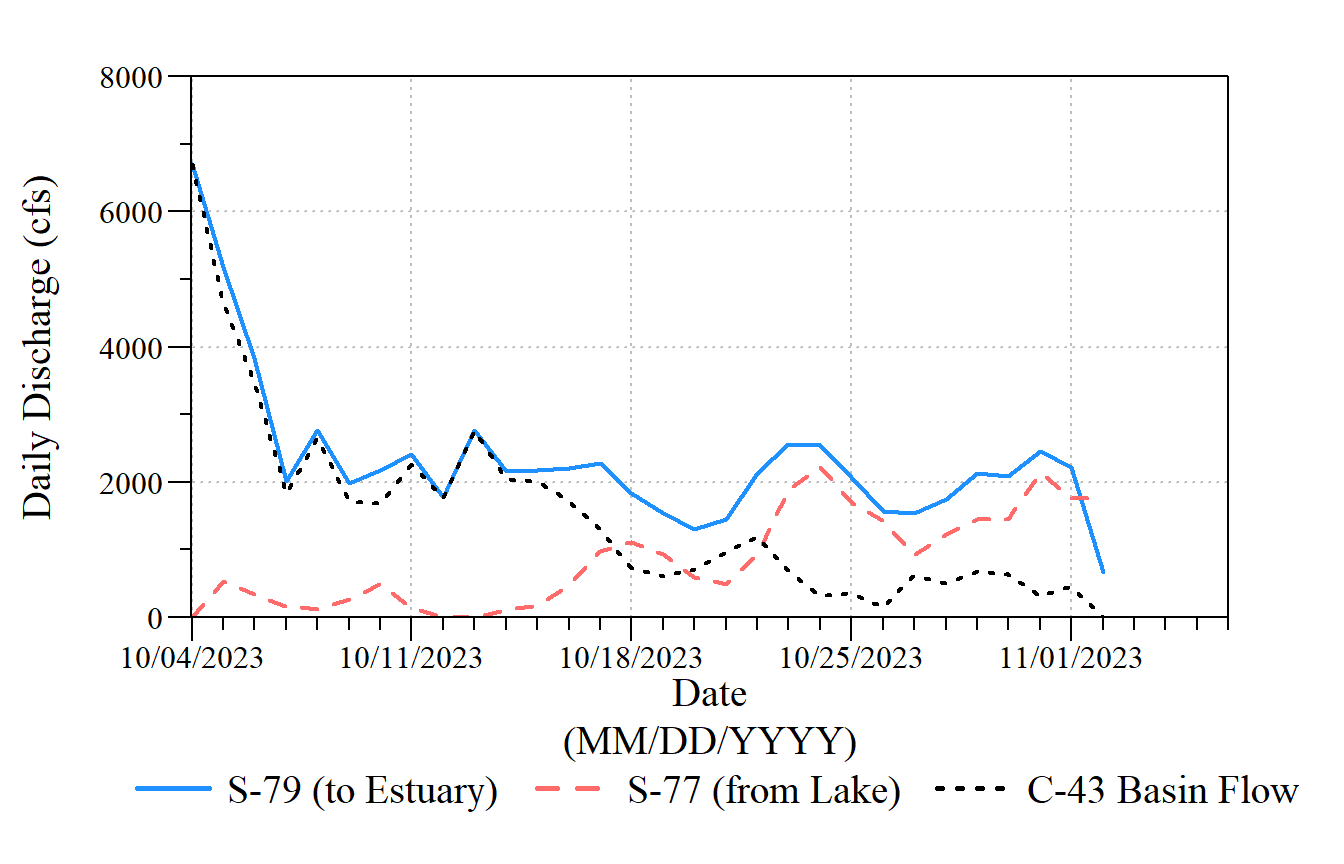 8000
6000
4000
2000
0
Daily Discharge (cfs)
10/04/2023 10/11/2023 10/18/2023 10/25/2023 11/01/2023
Date
(MM/DD/YYYY)
S-79 (to Estuary) S-77 (from Lake) C-43 Basin Flow